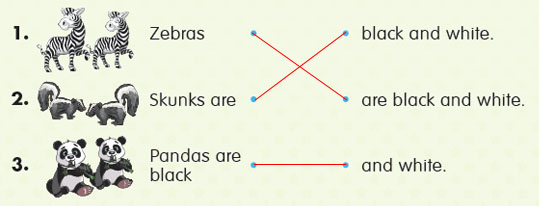 1. Zebras black and white.
2. Skunks are are black and white.
3. Pandas are
black and white.